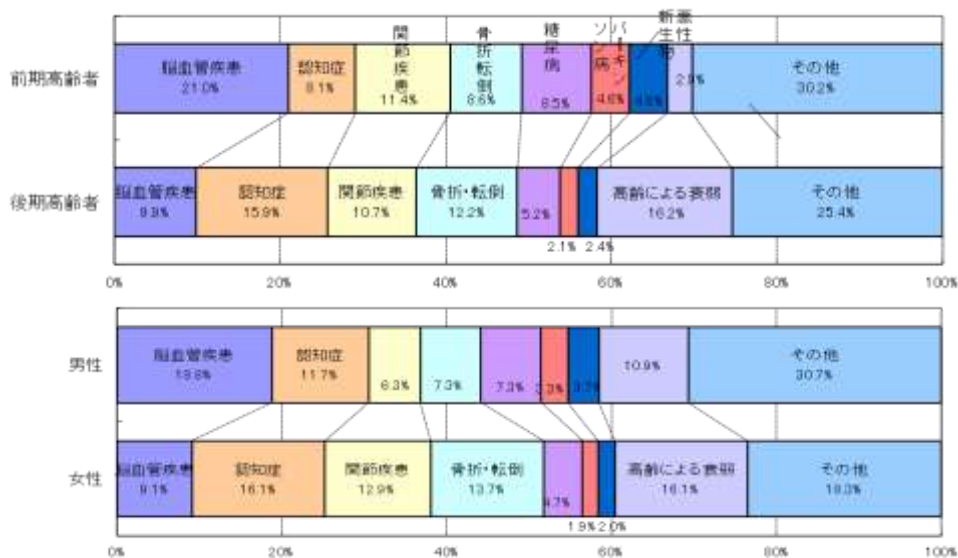 前期高齢者
脳血管疾患
21.0%
認知症
8.1%
関節疾患
11.4%
骨折転倒
8.6%
糖尿病
8.5%
パーキンソン病
4.6%
悪性新生物
2.9%
その他
30.2%
後期高齢者
脳血管疾患
9.9%
認知症
15.9%
関節疾患
10.7%
骨折・転倒
12.2%
5.2%
2.1%
2.4%
高齢による衰弱
16.2%
その他
25.4%
0% 20% 40% 60% 80% 100%
男性
脳血管疾患
認知症
11.7%
6.3%
7.3%
7.3%
3.3%
3.7%
10.9%
その他
30.7%
女性
脳血管疾患
9.1%
認知症
16.1%
関節疾患
12.9%
骨折・転倒
13.7%
4.7%
1.9% 2.0%
高齢による衰弱
16.1%
その他
0% 20% 40% 60% 80% 100%